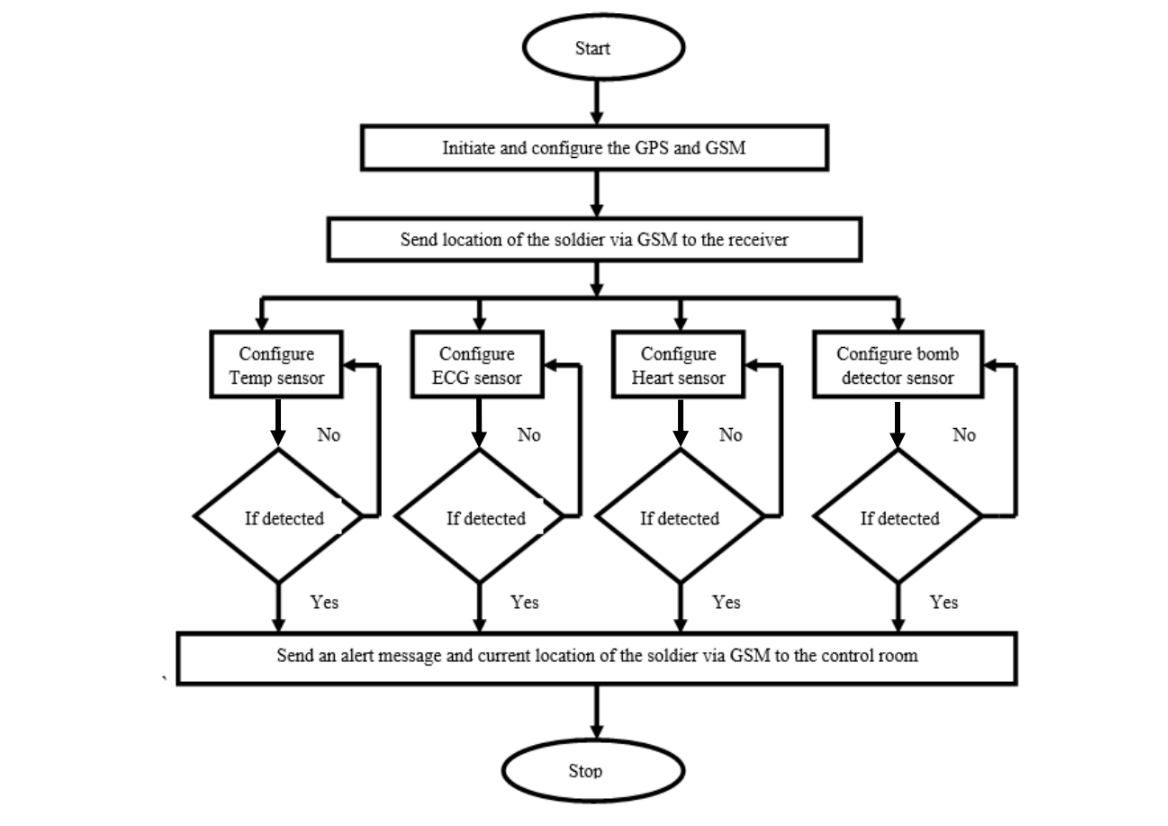 Start
Initiate and configure the GPS and GSM
Send location of the soldier via GSM to the receiver
Configure
Temp sensor
Configure
ECG sensor
Configure
Heart sensor
Configure bomb
detector sensor
No
No
No
No
If detected
If detected
If detected
If detected
Yes
Yes
Yes
Yes
Send an alert message and current location of the soldier via GSM to the control room
Stop